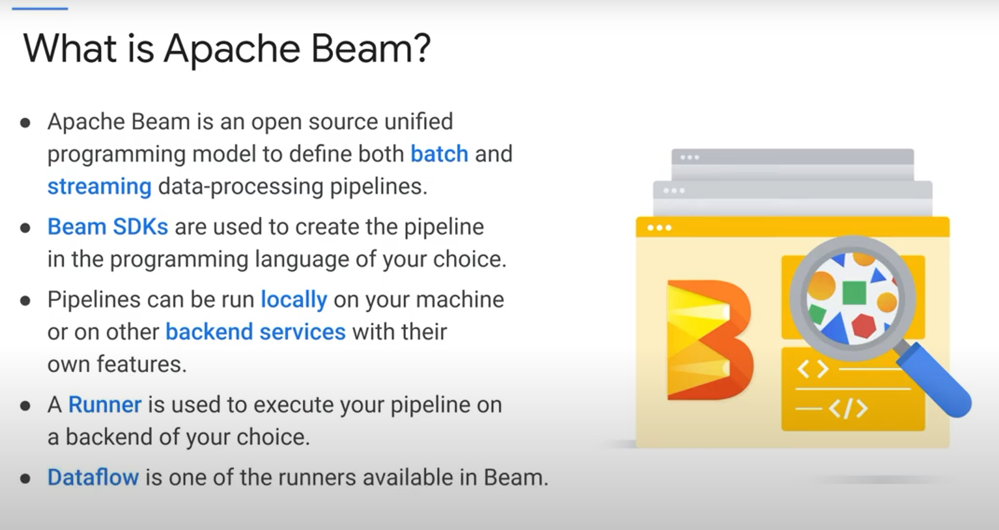 What is Apache Beam?
● Apache Beam is an open source unified
programming model to define both batch and
streaming data-processing pipelines.
● Beam SDKs are used to create the pipeline
in the programming language of your choice.
● Pipelines can be run locally on your machine
or on other backend services with their
own features.
● A Runner is used to execute your pipeline on
a backend of your choice.
● Dataflow is one of the runners available in Beam.
B
< >
</>